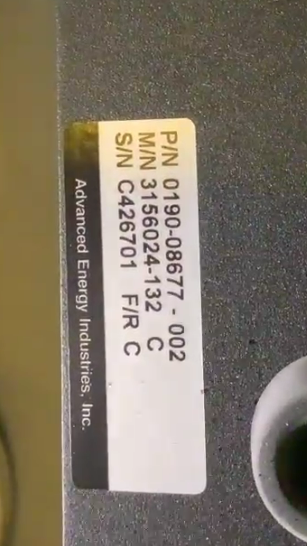 P/N 0190-08677 - 002
M/N 3156024-132 C
S/N C426701 F/R C
Advanced Energy Industries, Inc.